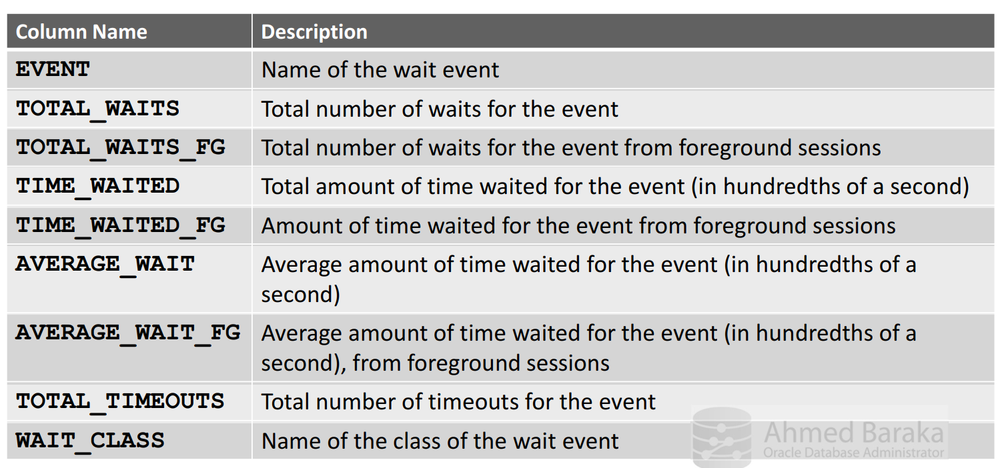 Column Name Description
EVENT Name of the wait event
TOTAL_WAITS Total number of waits for the event
TOTAL_WAITS_FG Total number of waits for the event from foreground sessions
TIME_WAITED Total amount of time waited for the event (in hundredths of a second)
TIME_WAITED_FG Amount of time waited for the event from foreground sessions
AVERAGE_WAIT Average amount of time waited for the event (in hundredths of a
second)
AVERAGE_WAIT_FG Average amount of time waited for the event (in hundredths of a
second), from foreground sessions
TOTAL_TIMEOUTS Total number of timeouts for the event
WAIT_CLASS Name of the class of the wait event
Ahmed Baraka
Oracle Database Administrator